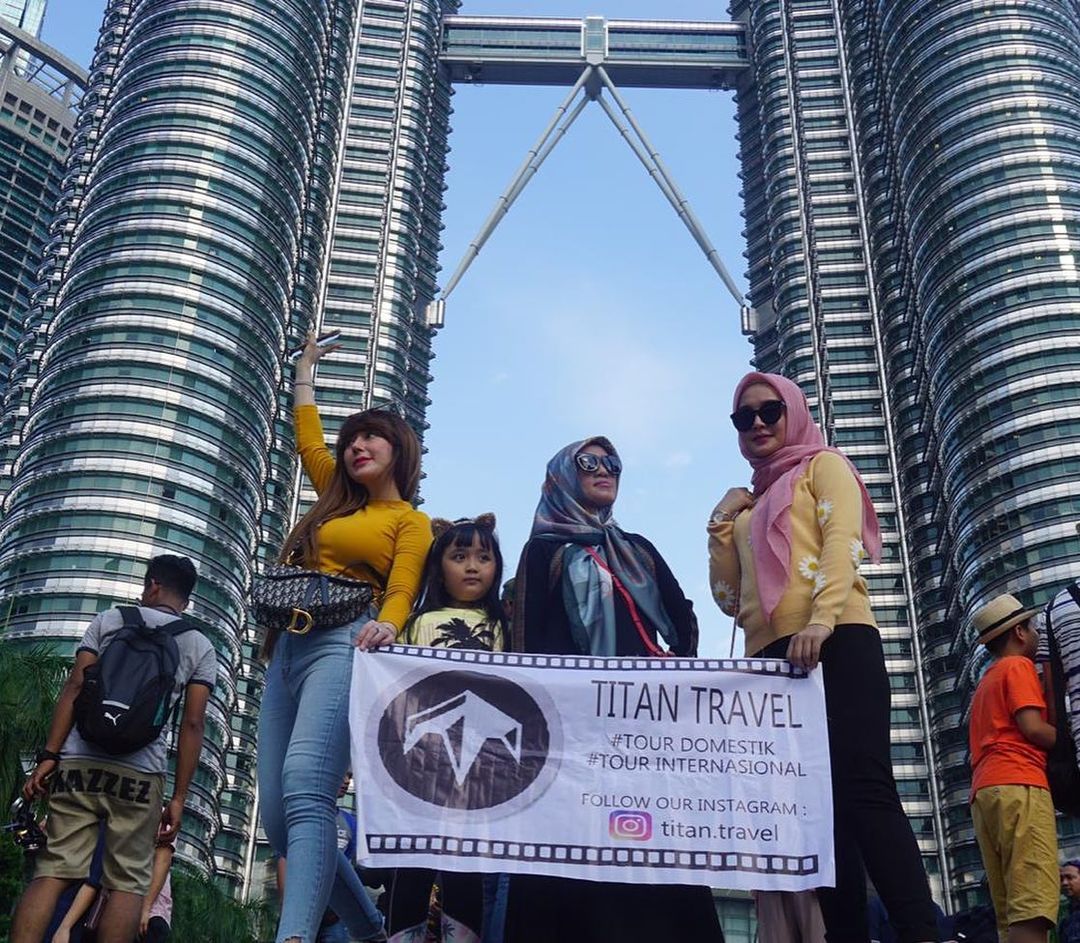 TITAN TRAVEL
#TOUR DOMESTIK
#TOUR INTERNASIONAL
FOLLOW OUR INSTAGRAM :
titan.travel
KAZZEZ